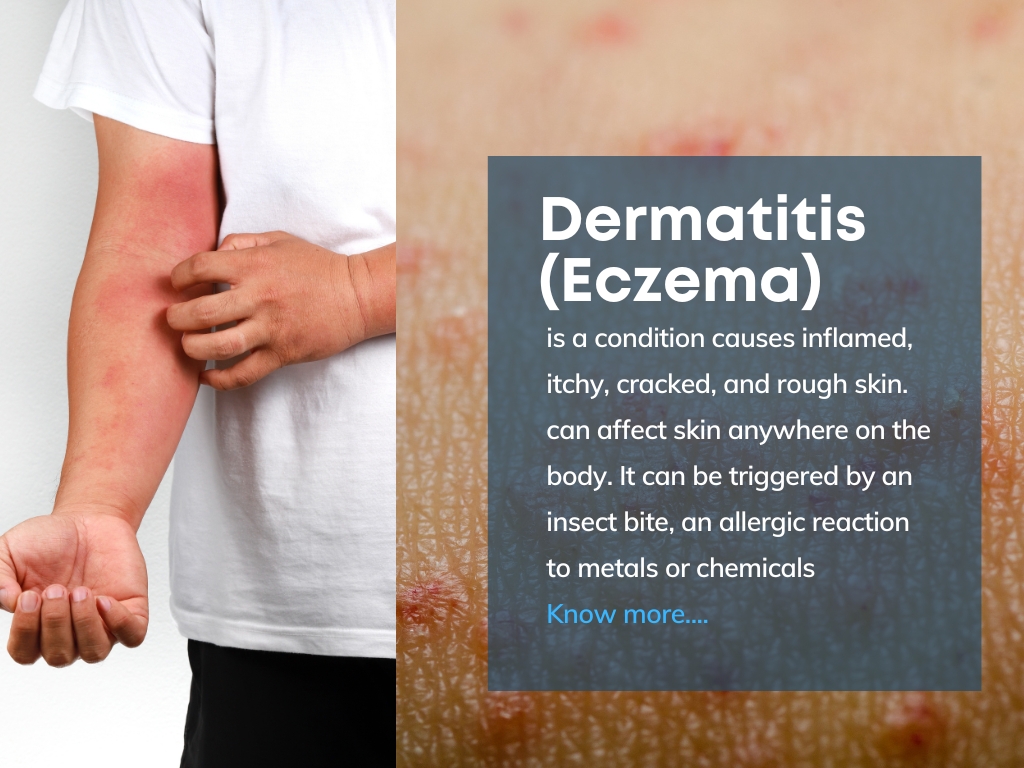 Dermatitis
(Eczema)
is a condition causes inflamed,
itchy, cracked, and rough skin.
can affect skin anywhere on the
body. It can be triggered by an
insect bite, an allergic reaction
to metals or chemicals
Know more....